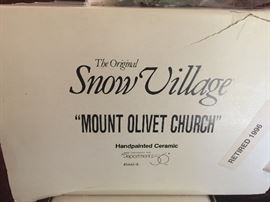 The Original
Snow Village
"MOUNT OLIVET CHURCH"
Handpainted Ceramic
Department 56
RETIRED 1996